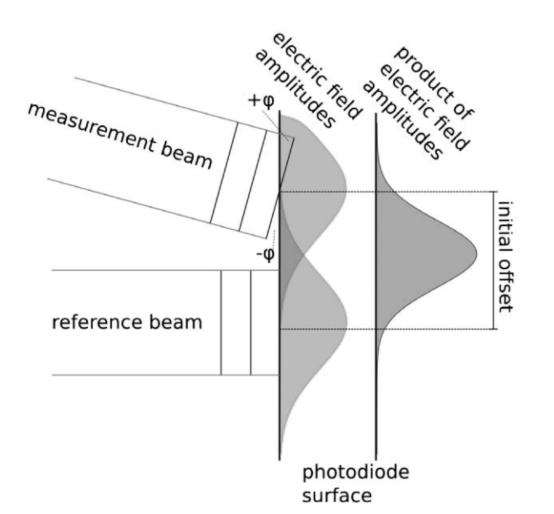 electric field
amplitudes
product of
electric field
amplitudes
+φ
measurement beam
-φ
initial offset
reference beam
photodiode
surface